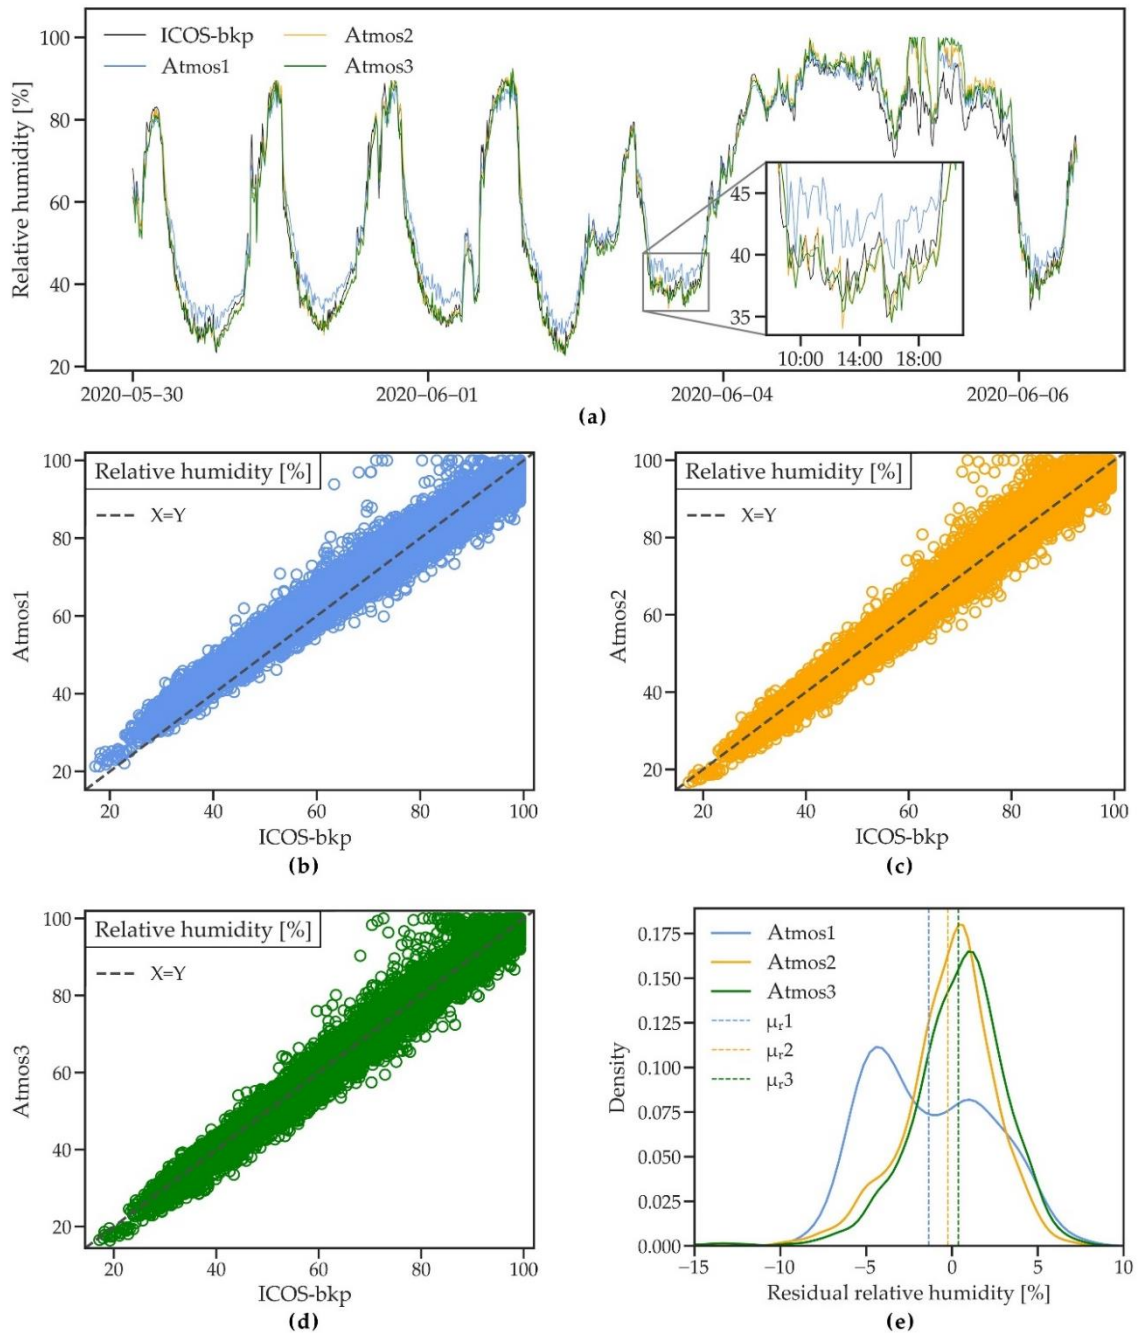 100
80
60
40
20
Relative humidity [%]
ICOS-bkp
Atmos1
Atmos2
Atmos3
45
40
35
10:00 14:00 18:00
2020-05-30 2020-06-01 2020-06-04 2020-06-06
(a)
Relative humidity [%]
X=Y
100
80
60
40
20
Atmos1
20 40 60 80 100
ICOS-bkp
(b)
Relative humidity [%]
X=Y
100
80
60
40
20
Atmos2
20 40 60 80 100
ICOS-bkp
(c)
Relative humidity [%]
X=Y
100
80
60
40
20
Atmos3
20 40 60 80 100
ICOS-bkp
(d)
Atmos1
Atmos2
Atmos3
μr1
μr2
μr3
0.175
0.150
0.125
0.100
0.075
0.050
0.025
0.000
Density
−15 −10 −5 0 5 10
Residual relative humidity [%]
(e)